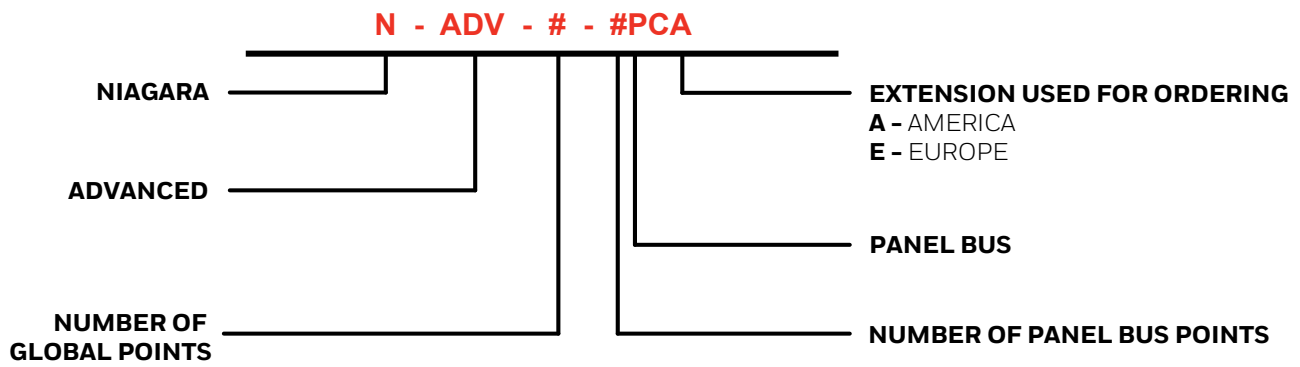 N - ADV - # - #PCA
NIAGARA
EXTENSION USED FOR ORDERING
A - AMERICA
E - EUROPE
ADVANCED
PANEL BUS
NUMBER OF
GLOBAL POINTS
NUMBER OF PANEL BUS POINTS